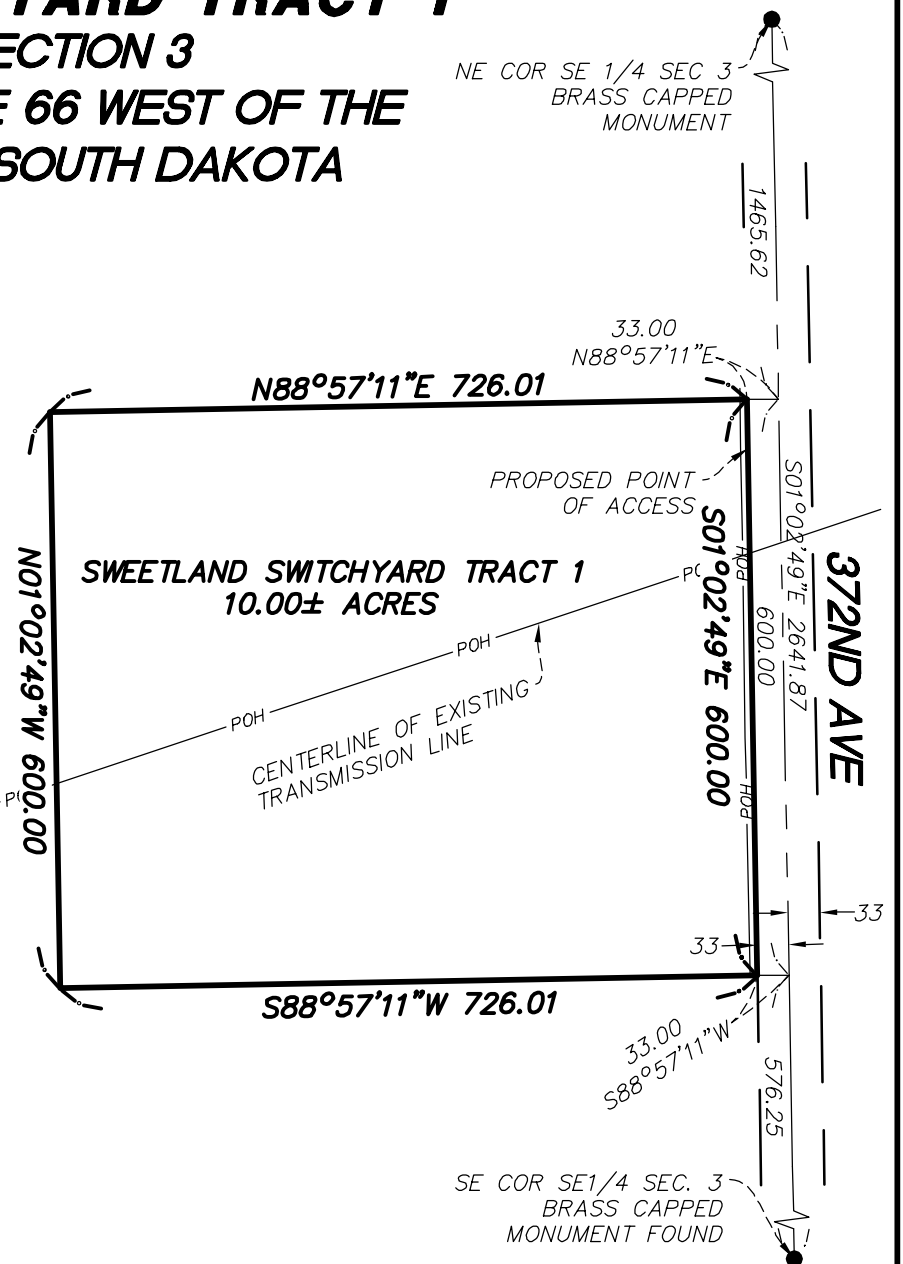 YARD TRACT 1
ECTION 3
E 66 WEST OF THE
SOUTH DAKOTA
NE COR SE 1/4 SEC 3
BRASS CAPPED
MONUMENT
1465.62
33.00
N88°57'11"E
N88°57'11"E 726.01
PROPOSED POINT
OF ACCESS
SWEETLAND SWITCHYARD TRACT 1
10.00± ACRES
N01°02'49"W 600.00
S01°02'49"E 600.00
S01°02'49"E 2641.87
600.00
372ND AVE
POH
POH
POH
POH
CENTERLINE OF EXISTING
TRANSMISSION LINE
33
33
S88°57'11"W 726.01
33.00
S88°57'11"W
576.25
SE COR SE1/4 SEC. 3
BRASS CAPPED
MONUMENT FOUND